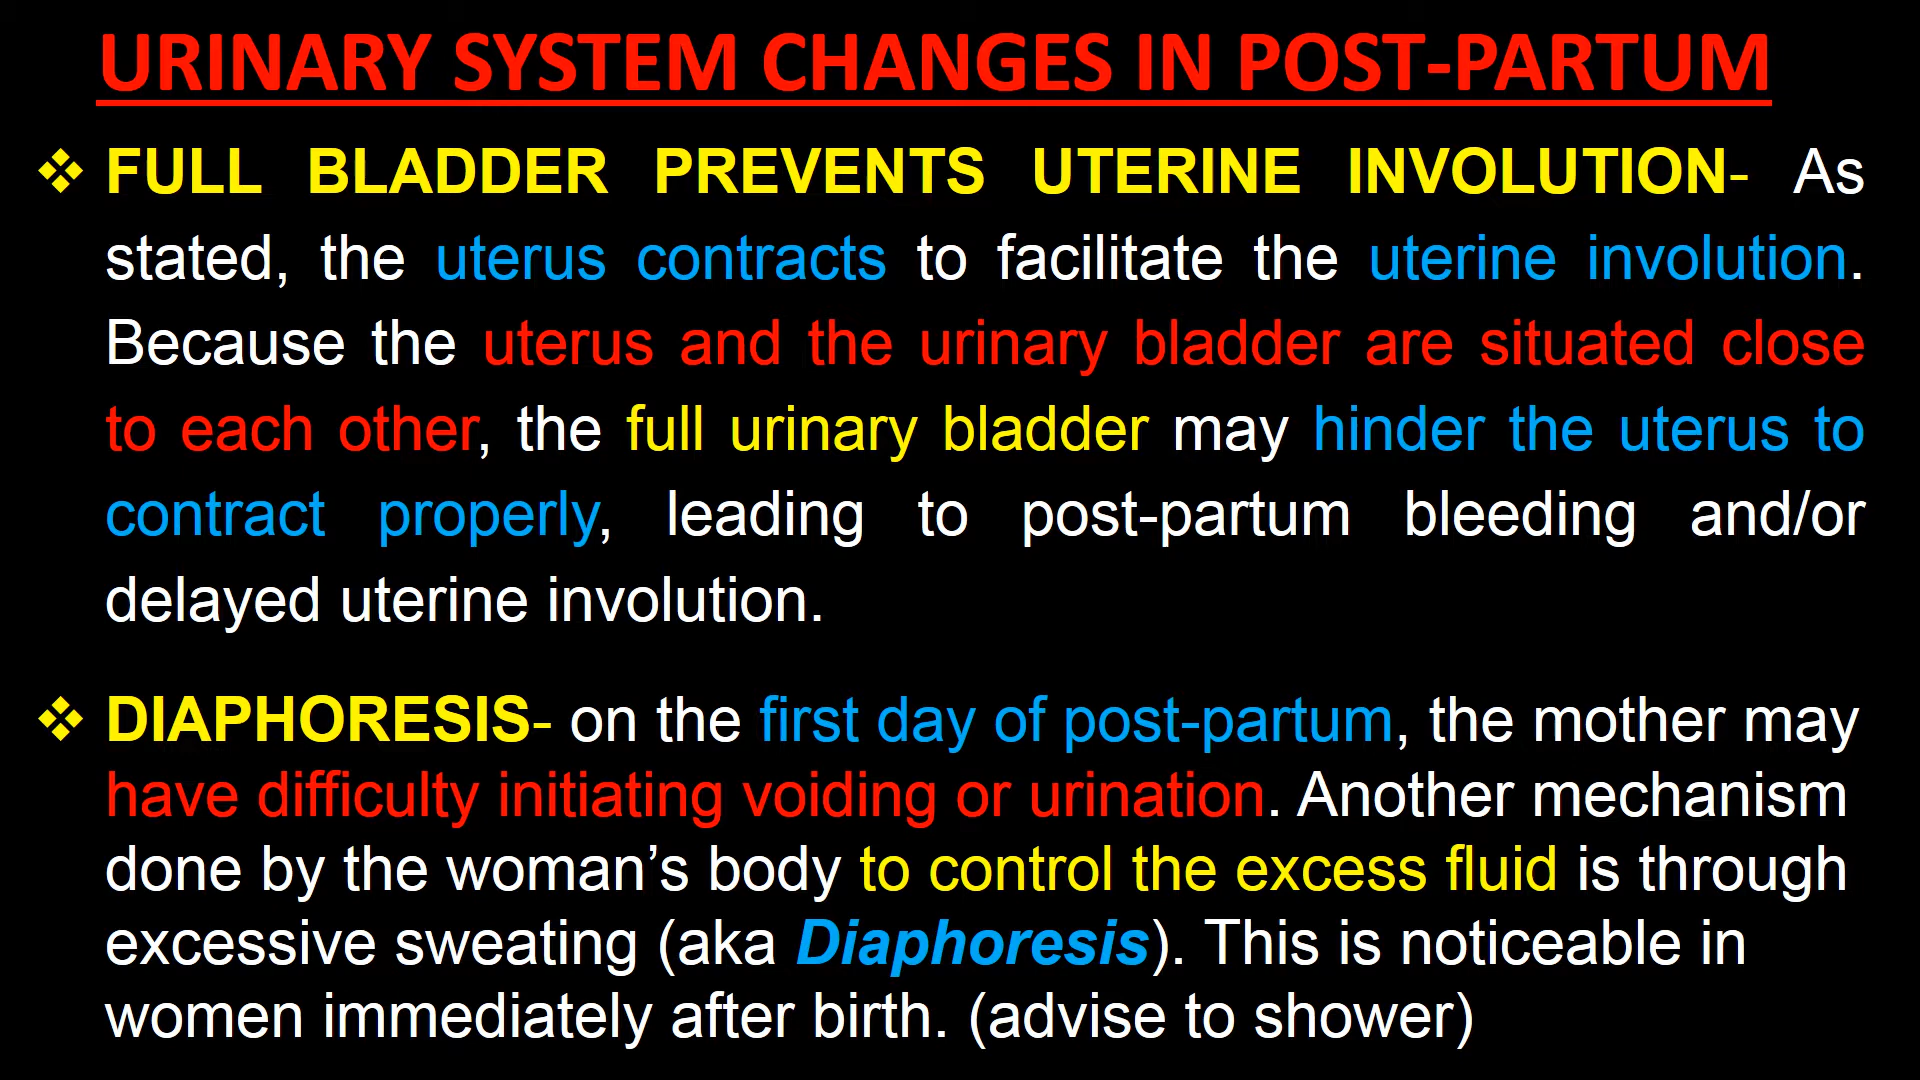 URINARY SYSTEM CHANGES IN POST-PARTUM
❖ FULL BLADDER PREVENTS UTERINE INVOLUTION- As
stated, the uterus contracts to facilitate the uterine involution.
Because the uterus and the urinary bladder are situated close
to each other, the full urinary bladder may hinder the uterus to
contract properly, leading to post-partum bleeding and/or
delayed uterine involution.
❖ DIAPHORESIS- on the first day of post-partum, the mother may
have difficulty initiating voiding or urination. Another mechanism
done by the woman’s body to control the excess fluid is through
excessive sweating (aka Diaphoresis). This is noticeable in
women immediately after birth. (advise to shower)